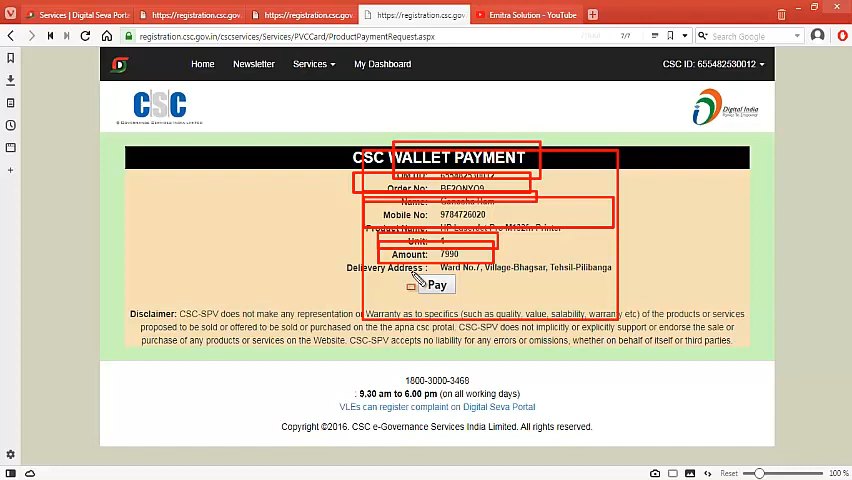 Services | Digital Seva Porta
https://registration.csc.gov
https://registration.csc.gov
https://registration.csc.gov
Emitra Solution - YouTube
registration.csc.gov.in/cscservices/Services/PVCCard/ProductPaymentRequest.aspx
7/7
Search Google
Home
Newsletter
Services
My Dashboard
CSC ID: 655482530012
CSC
Digital India
CSC WALLET PAYMENT
Order No:
Name:
Mobile No: 9784726020
Product Name: HP LaserJet Pro Printer
Unit: 1
Amount: 7990
Delievery Address : Ward No.7, Village-Bhagsar, Tehsil-Pilibanga
Pay
Disclaimer: CSC-SPV does not make any representation or Warranty as to specifics (such as quality, value, salability, warranty etc) of the products or services
proposed to be sold or offered to be sold or purchased on the the apna csc protal. CSC-SPV does not implicitly or explicitly support or endorse the sale or
purchase of any products or services on the Website. CSC-SPV accepts no liability for any errors or omissions, whether on behalf of itself or third parties.
1800-3000-3468
: 9.30 am to 6.00 pm (on all working days)
VLEs can register complaint on Digital Seva Portal
Copyright ©2016. CSC e-Governance Services India Limited. All rights reserved.
Reset
100 %